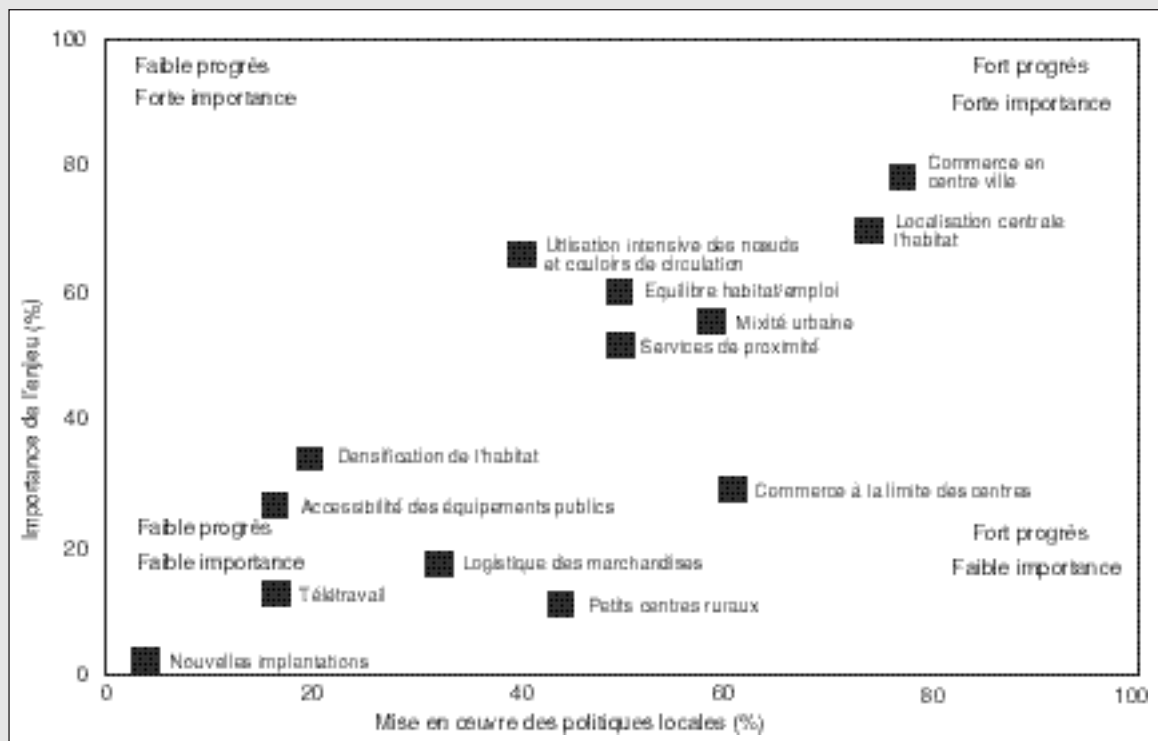 100
Faible progrès
Forte importance
Fort progrès
Forte importance
80
Commerce en
centre ville
Localisation centrale
l'habitat
Utilisation intensive des nœuds
et couloirs de circulation
60
Equilibre habitat/emploi
Mixité urbaine
Services de proximité
40
Densification de l'habitat
Commerce à la limite des centres
Accessibilité des équipements publics
Faible progrès
Faible importance
Fort progrès
Faible importance
20
Logistique des marchandises
Télétravail
Petits centres ruraux
Nouvelles implantations
0
Importance de l'enjeu (%)
0 20 40 60 80 100
Mise en œuvre des politiques locales (%)